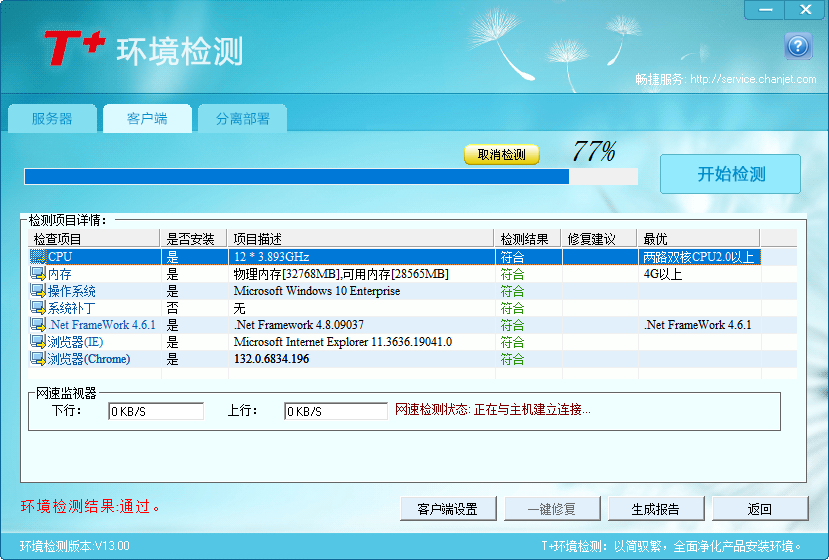 T+ 环境检测
?
畅捷服务: http://service.chanjet.com
服务器 客户端 分离部署
取消检测 77% 开始检测
检测项目详情:
检查项目 是否安装 项目描述 检测结果 修复建议 最优
CPU 是 12 * 3.893GHz 符合 两路双核CPU2.0以上
内存 是 物理内存[32768MB],可用内存[28565MB] 符合 4G以上
操作系统 是 Microsoft Windows 10 Enterprise 符合
系统补丁 否 无 符合
.Net FrameWork 4.6.1 是 .Net Framework 4.8.09037 符合 .Net FrameWork 4.6.1
浏览器(IE) 是 Microsoft Internet Explorer 11.3636.19041.0 符合
浏览器(Chrome) 是 132.0.6834.196 符合
网速监视器
下行: 0KB/S 上行: 0KB/S 网速检测状态: 正在与主机建立连接...
环境检测结果:通过。 客户端设置 一键修复 生成报告 返回
环境检测版本:V13.00 T+环境检测: 以简驭繁，全面净化产品安装环境。